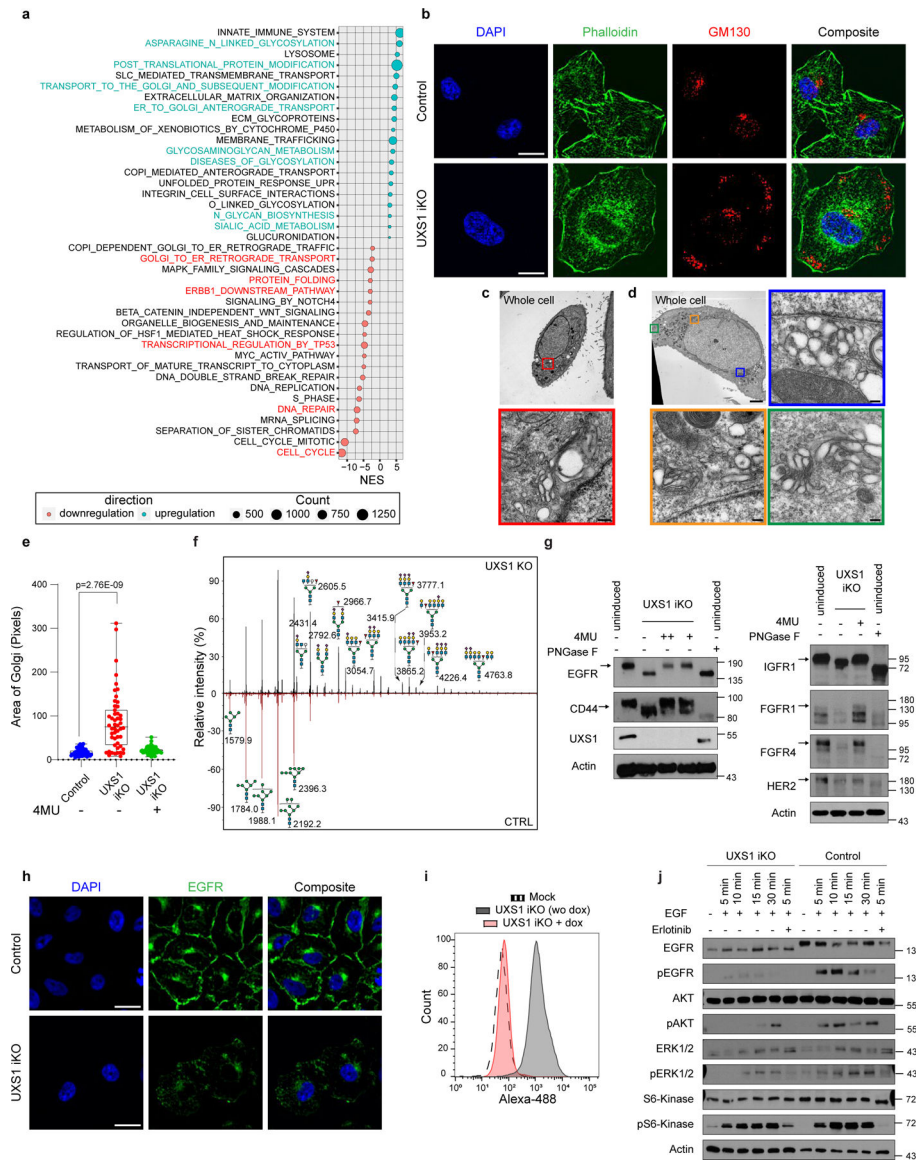 a
INNATE_IMMUNE_SYSTEM
ASPARAGINE_N_LINKED_GLYCOSYLATION
LYSOSOME
POST_TRANSLATIONAL_PROTEIN_MODIFICATION
SLC_MEDIATED_TRANSMEMBRANE_TRANSPORT
TRANSPORT_TO_THE_GOLGI_AND_SUBSEQUENT_MODIFICATION
EXTRACELLULAR_MATRIX_ORGANIZATION
ER_TO_GOLGI_ANTEROGRADE_TRANSPORT
ECM_GLYCOPROTEINS
METABOLISM_OF_XENOBIOTICS_BY_CYTOCHROME_P450
MEMBRANE_TRAFFICKING
GLYCOSAMINOGLYCAN_METABOLISM
DISEASES_OF_GLYCOSYLATION
COPI_MEDIATED_ANTEROGRADE_TRANSPORT
UNFOLDED_PROTEIN_RESPONSE_UPR
INTEGRIN_CELL_SURFACE_INTERACTIONS
O_LINKED_GLYCOSYLATION
N_GLYCAN_BIOSYNTHESIS
SIALIC_ACID_METABOLISM
GLUCURONIDATION
COPI_DEPENDENT_GOLGI_TO_ER_RETROGRADE_TRAFFIC
GOLGI_TO_ER_RETROGRADE_TRANSPORT
MAPK_FAMILY_SIGNALING_CASCADES
PROTEIN_FOLDING
ERBB1_DOWNSTREAM_PATHWAY
SIGNALING_BY_NOTCH4
BETA_CATENIN_INDEPENDENT_WNT_SIGNALING
ORGANELLE_BIOGENESIS_AND_MAINTENANCE
REGULATION_OF_HSF1_MEDIATED_HEAT_SHOCK_RESPONSE
TRANSCRIPTIONAL_REGULATION_BY_TP53
MYC_ACTIV_PATHWAY
TRANSPORT_OF_MATURE_TRANSCRIPT_TO_CYTOPLASM
DNA_DOUBLE_STRAND_BREAK_REPAIR
DNA_REPLICATION
S_PHASE
DNA_REPAIR
MRNA_SPLICING
SEPARATION_OF_SISTER_CHROMATIDS
CELL_CYCLE_MITOTIC
CELL_CYCLE
−10 −5 0 5
NES
direction
downregulation upregulation
Count
500 1000 750 1250
b
DAPI Phalloidin GM130 Composite
Control
UXS1 iKO
c
Whole cell
d
Whole cell
e
p=2.76E-09
Area of Golgi (Pixels)
400
300
200
100
0
Control UXS1 iKO UXS1 iKO
4MU - +
f
UXS1 KO
Relative intensity (%)
90
60
30
0
-30
-60
-90
2605.5
2966.7
3777.1
2431.4
2792.6
3415.9
3953.2
3054.7
3865.2
4226.4
4763.8
1579.9
1784.0
1988.1
2396.3
2192.2
CTRL
g
uninduced UXS1 iKO uninduced
4MU - - ++ + -
PNGase F +
EGFR 190
135
CD44 100
80
UXS1 55
Actin
43
uninduced UXS1 iKO uninduced
4MU - - + -
PNGase F +
IGFR1 95
72
FGFR1 180
130
95
FGFR4 95
72
HER2 180
130
Actin
43
h
DAPI EGFR Composite
Control
UXS1 iKO
i
Mock
UXS1 iKO (wo dox)
UXS1 iKO + dox
Count
100
80
60
40
20
0
10⁰ 10¹ 10² 10³ 10⁴ 10⁵
Alexa-488
j
UXS1 iKO Control
5 min 10 min 15 min 30 min 5 min 5 min 10 min 15 min 30 min 5 min
EGF - + + + + + - + + + + +
Erlotinib + +
EGFR 13
pEGFR 13
AKT 55
pAKT 55
ERK1/2 43
pERK1/2 43
S6-Kinase 72
pS6-Kinase 72
Actin 43